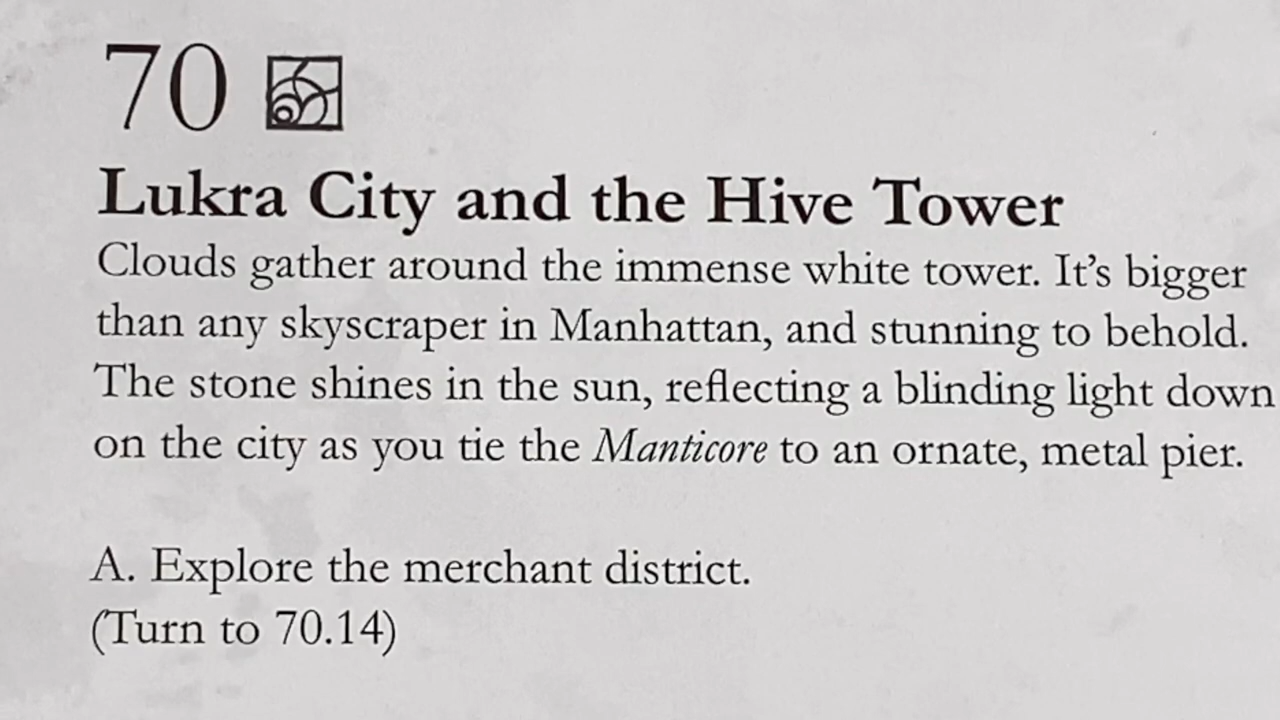 70
Lukra City and the Hive Tower
Clouds gather around the immense white tower. It’s bigger
than any skyscraper in Manhattan, and stunning to behold.
The stone shines in the sun, reflecting a blinding light down
on the city as you tie the Manticore to an ornate, metal pier.
A. Explore the merchant district.
(Turn to 70.14)